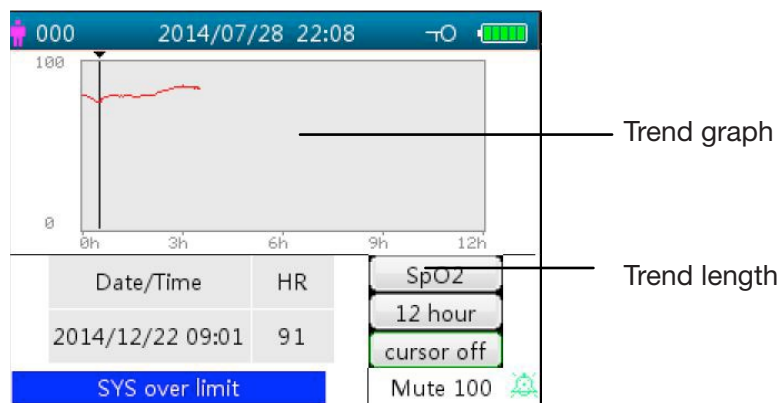 000 2014/07/28 22:08
100
Trend graph
0
0h 3h 6h 9h 12h
Date/Time HR SpO2
Trend length
12 hour
2014/12/22 09:01 91
cursor off
SYS over limit Mute 100